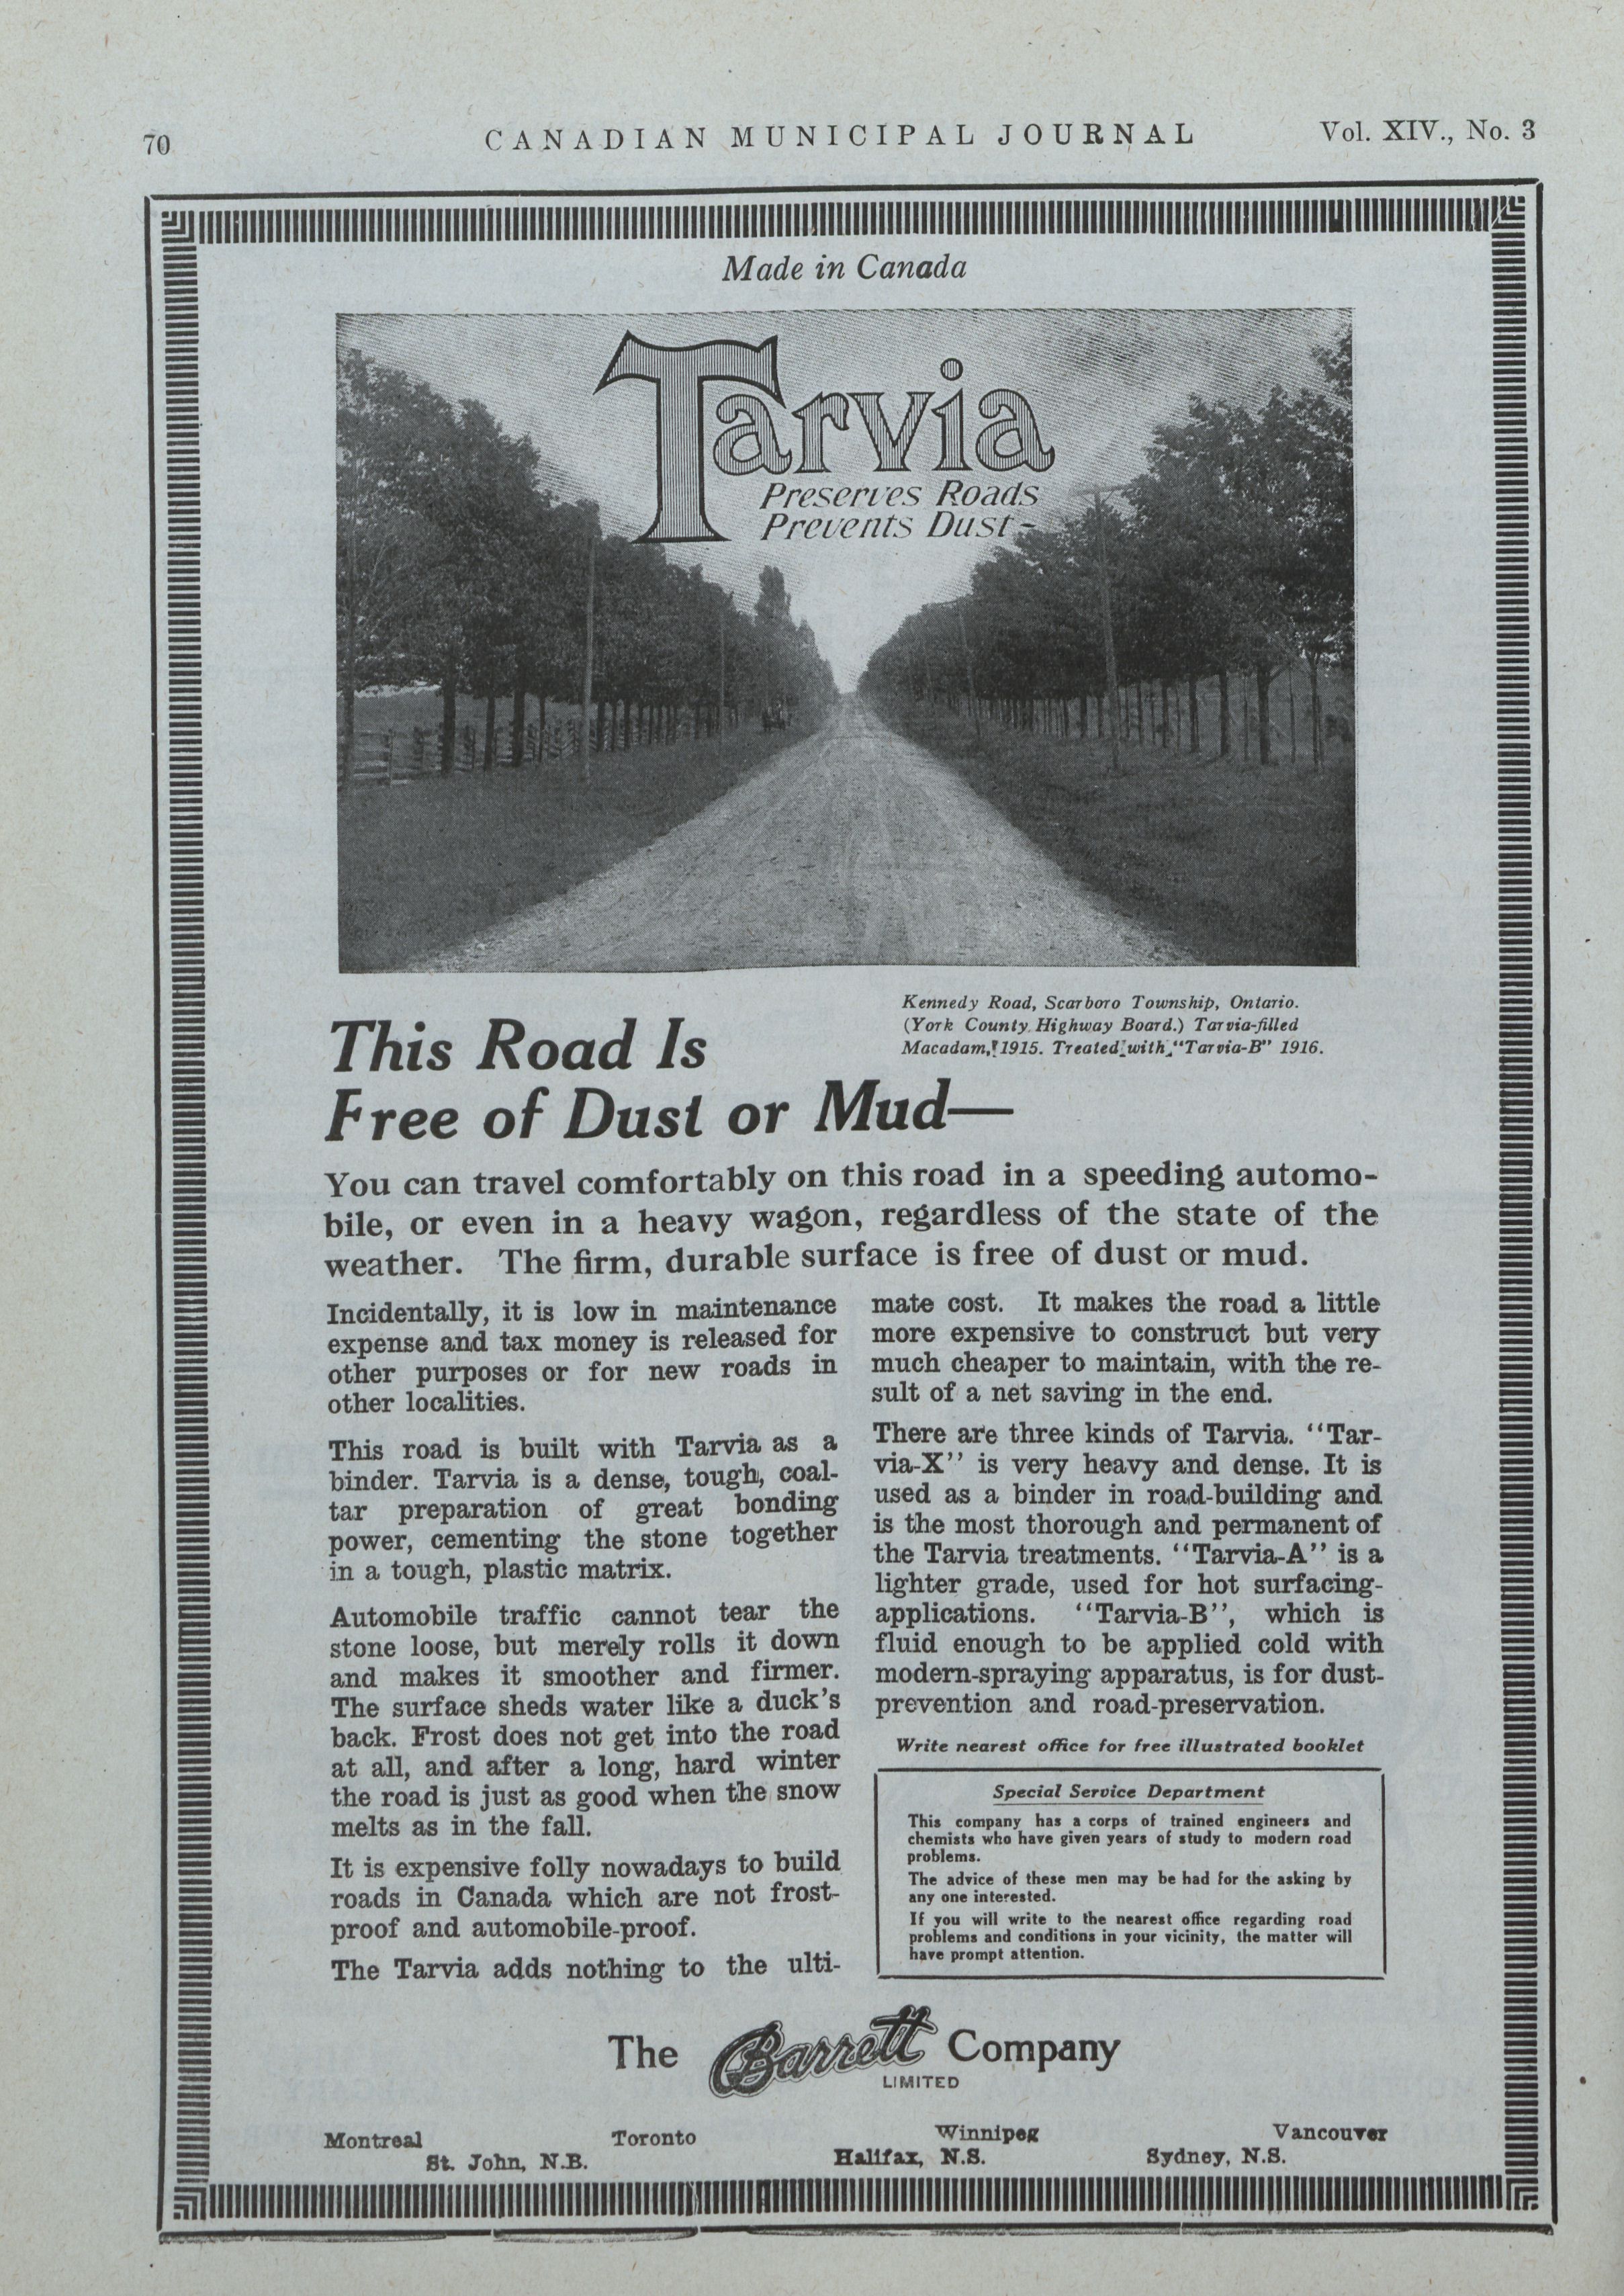 70
CANADIAN MUNICIPAL JOURNAL
Vol. XIV., No. 3
Made in Canada
Tarvia
Preserves Roads
Prevents Dust-
Kennedy Road, Scarboro Township, Ontario.
(York County Highway Board.) Tarvia-filled
Macadam, 1915. Treated with "Tarvia-B" 1916.
This Road Is
Free of Dust or Mud—
You can travel comfortably on this road in a speeding automo-
bile, or even in a heavy wagon, regardless of the state of the
weather. The firm, durable surface is free of dust or mud.
Incidentally, it is low in maintenance
expense and tax money is released for
other purposes or for new roads in
other localities.
This road is built with Tarvia as a
binder. Tarvia is a dense, tough, coal-
tar preparation of great bonding
power, cementing the stone together
in a tough, plastic matrix.
Automobile traffic cannot tear the
stone loose, but merely rolls it down
and makes it smoother and firmer.
The surface sheds water like a duck's
back. Frost does not get into the road
at all, and after a long, hard winter
the road is just as good when the snow
melts as in the fall.
It is expensive folly nowadays to build
roads in Canada which are not frost-
proof and automobile-proof.
The Tarvia adds nothing to the ulti-
mate cost. It makes the road a little
more expensive to construct but very
much cheaper to maintain, with the re-
sult of a net saving in the end.
There are three kinds of Tarvia. "Tar-
via-X" is very heavy and dense. It is
used as a binder in road-building and
is the most thorough and permanent of
the Tarvia treatments. "Tarvia-A" is a
lighter grade, used for hot surfacing-
applications. "Tarvia-B", which is
fluid enough to be applied cold with
modern-spraying apparatus, is for dust-
prevention and road-preservation.
Write nearest office for free illustrated booklet
Special Service Department
This company has a corps of trained engineers and
chemists who have given years of study to modern road
problems.
The advice of these men may be had for the asking by
any one interested.
If you will write to the nearest office regarding road
problems and conditions in your vicinity, the matter will
have prompt attention.
The Barrett Company
LIMITED
Montreal Toronto Winnipeg Vancouver
St. John, N.B. Halifax, N.S. Sydney, N.S.